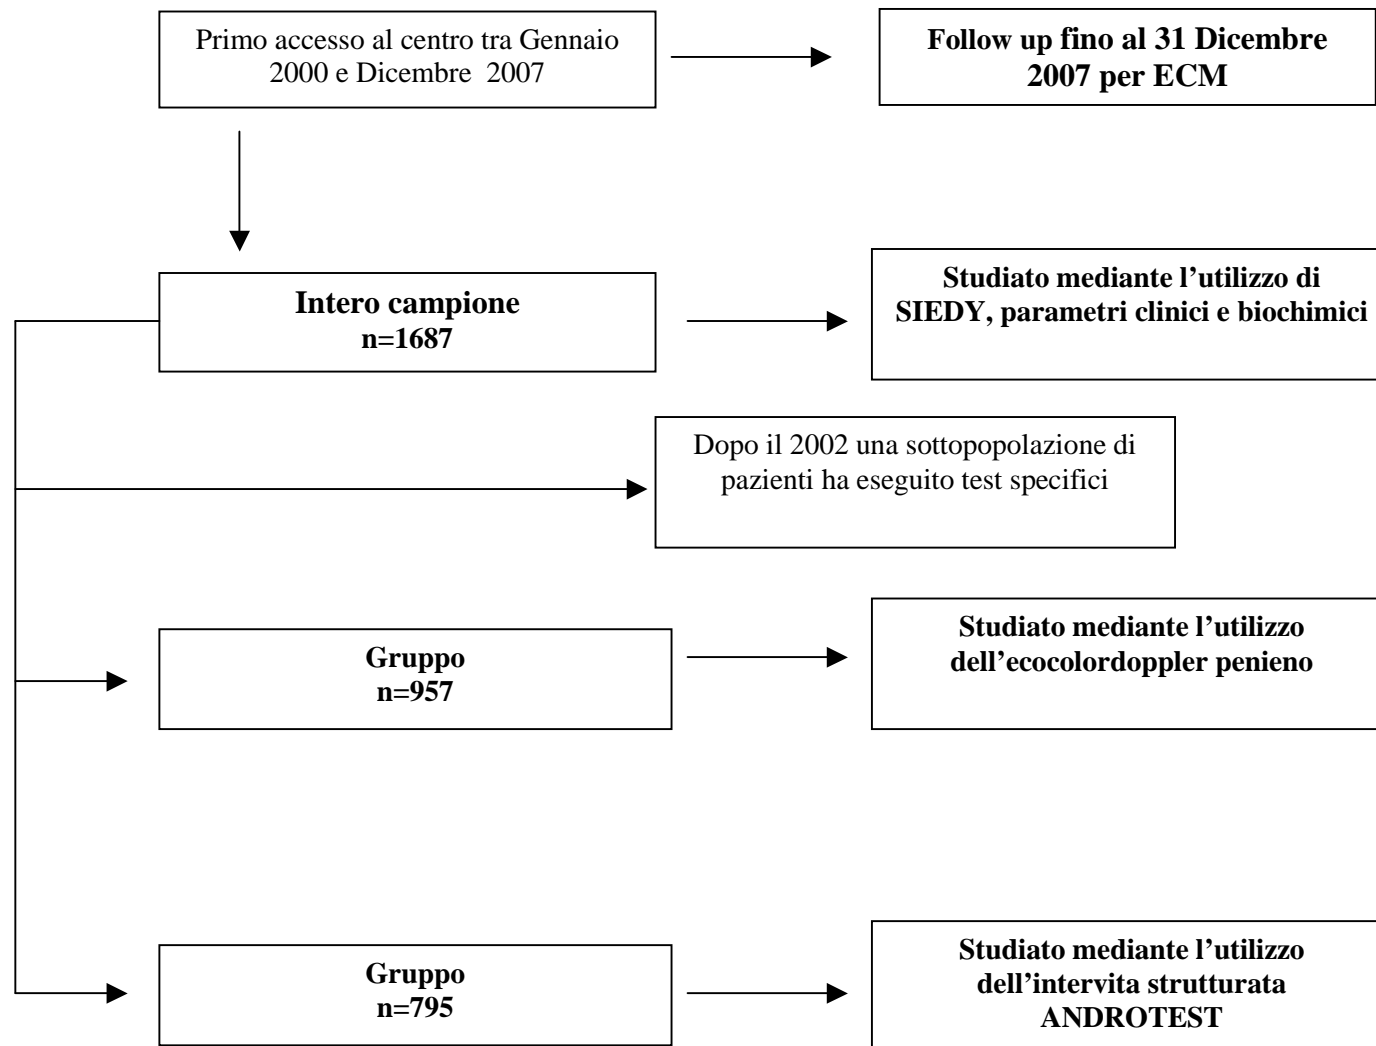 Primo accesso al centro tra Gennaio
2000 e Dicembre  2007
Follow up fino al 31 Dicembre
2007 per ECM
Intero campione
n=1687
Studiato mediante l’utilizzo di
SIEDY, parametri clinici e biochimici
Dopo il 2002 una sottopopolazione di
pazienti ha eseguito test specifici
Gruppo
n=957
Studiato mediante l’utilizzo
dell’ecocolordoppler penieno
Gruppo
n=795
Studiato mediante l’utilizzo
dell’intervita strutturata
ANDROTEST